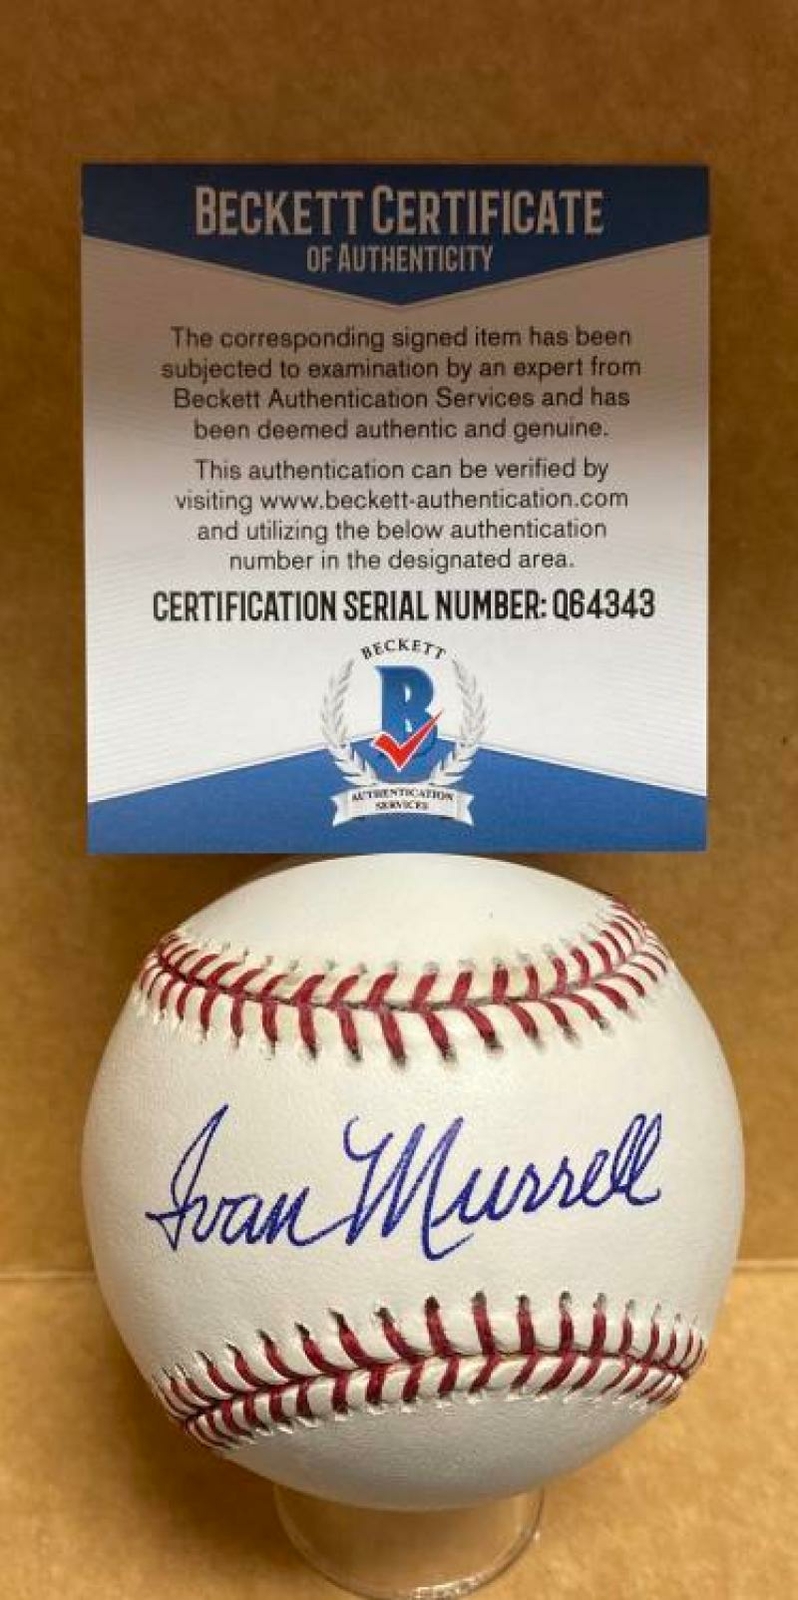 BECKETT CERTIFICATE
OF AUTHENTICITY
The corresponding signed item has been
subjected to examination by an expert from
Beckett Authentication Services and has
been deemed authentic and genuine.
This authentication can be verified by
visiting www.beckett-authentication.com
and utilizing the below authentication
number in the designated area.
CERTIFICATION SERIAL NUMBER: Q64343
BECKETT
B
AUTHENTICATION
SERVICES
Ivan Murrell